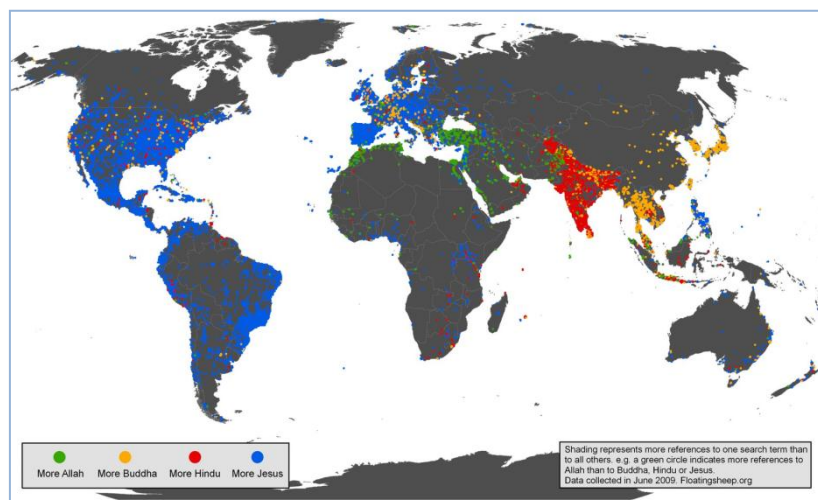 More Allah
More Buddha
More Hindu
More Jesus
Shading represents more references to one search term than
to all others. e.g. a green circle indicates more references to
Allah than to Buddha, Hindu or Jesus.
Data collected in June 2009. Floatingsheep.org